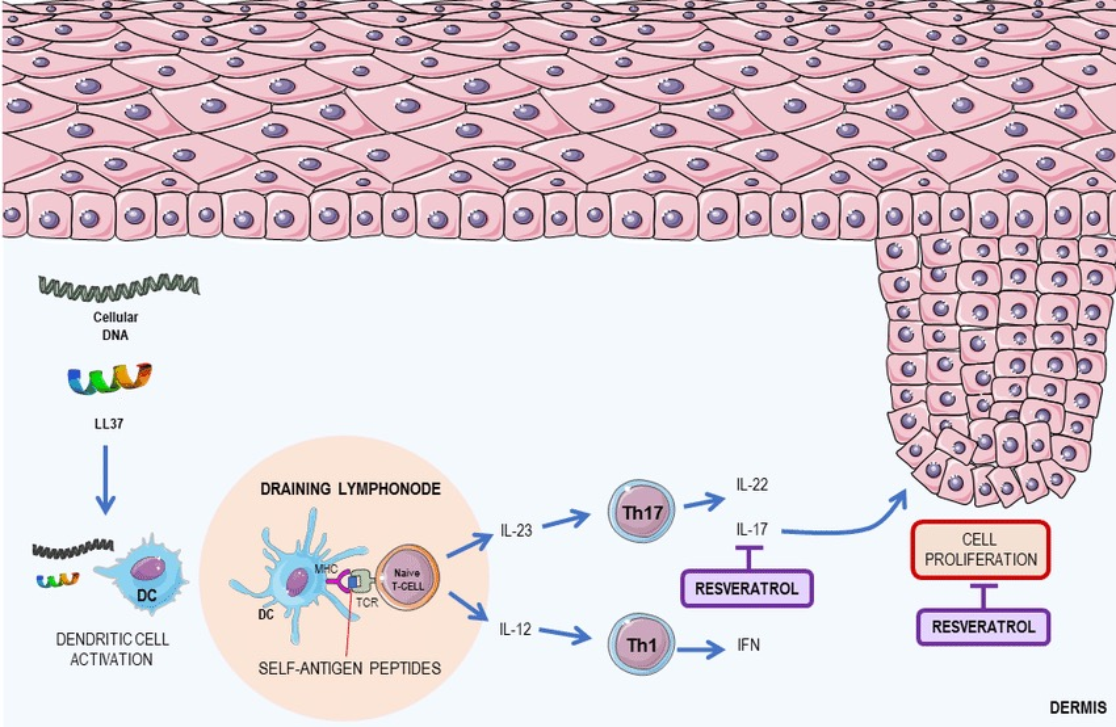 Cellular
DNA
LL37
DC
DENDRITIC CELL
ACTIVATION
DRAINING LYMPHONODE
MHC
TCR
DC
Naive
T-CELL
SELF-ANTIGEN PEPTIDES
IL-23
IL-12
Th17
Th1
IL-22
IL-17
RESVERATROL
IFN
CELL
PROLIFERATION
RESVERATROL
DERMIS